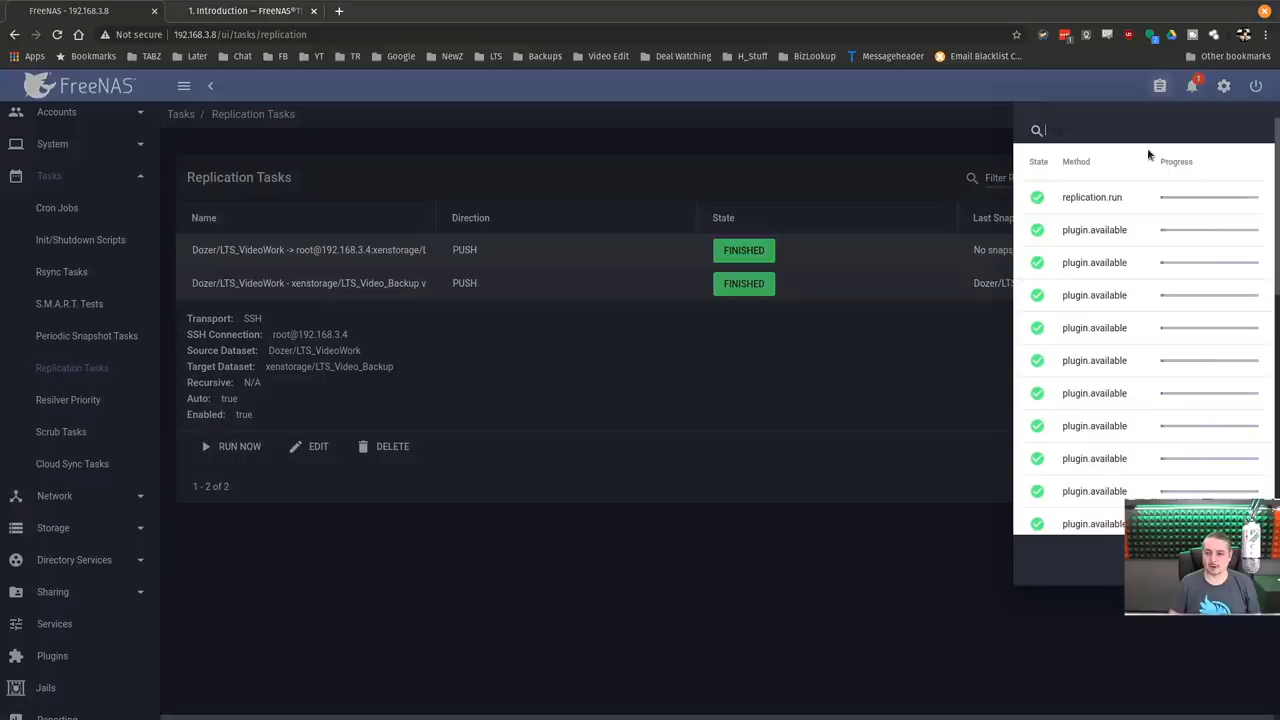 FreeNAS - 192.168.3.8
1. Introduction — FreeNAS®
Not secure 192.168.3.8/ui/tasks/replication
Apps Bookmarks TABZ Later Chat FB YT TR Google NewZ LTS Backups Video Edit Deal Watching H_Stuff BizLookup Messageheader Email Blacklist C... Other bookmarks
FreeNAS®
1
Accounts
System
Tasks
Cron Jobs
Init/Shutdown Scripts
Rsync Tasks
S.M.A.R.T. Tests
Periodic Snapshot Tasks
Replication Tasks
Resilver Priority
Scrub Tasks
Cloud Sync Tasks
Network
Storage
Directory Services
Sharing
Services
Plugins
Jails
Reporting
Tasks / Replication Tasks
Replication Tasks
Filter
Name Direction State Last Snap
Dozer/LTS_VideoWork -> root@192.168.3.4:xenstorage/L PUSH FINISHED No snaps
Dozer/LTS_VideoWork - xenstorage/LTS_Video_Backup v PUSH FINISHED Dozer/LTS
Transport: SSH
SSH Connection: root@192.168.3.4
Source Dataset: Dozer/LTS_VideoWork
Target Dataset: xenstorage/LTS_Video_Backup
Recursive: N/A
Auto: true
Enabled: true
RUN NOW EDIT DELETE
1 - 2 of 2
State Method Progress
replication.run
plugin.available
plugin.available
plugin.available
plugin.available
plugin.available
plugin.available
plugin.available
plugin.available
plugin.available
plugin.available